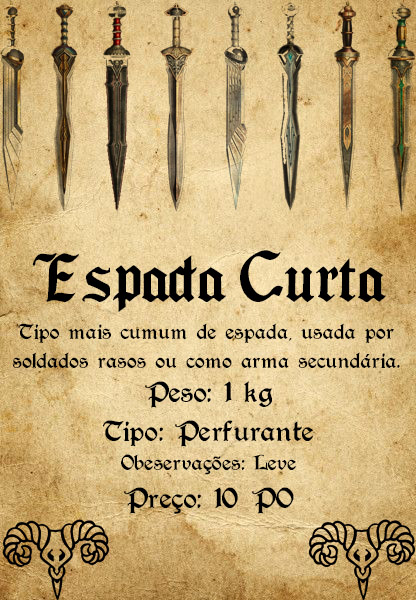 Espada Curta
Tipo mais cumum de espada, usada por
soldados rasos ou como arma secundária.
Peso: 1 kg
Tipo: Perfurante
Obeservações: Leve
Preço: 10 PO